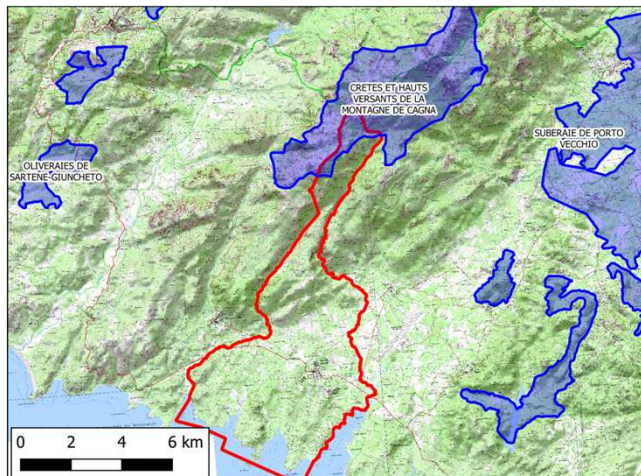 CRETES ET HAUTS
VERSANTS DE LA
MONTAGNE DE CAGNA
SUBERAIE DE PORTO
VECCHIO
OLIVERAIES DE
SARTENE-GIUNCHETO
0 2 4 6 km